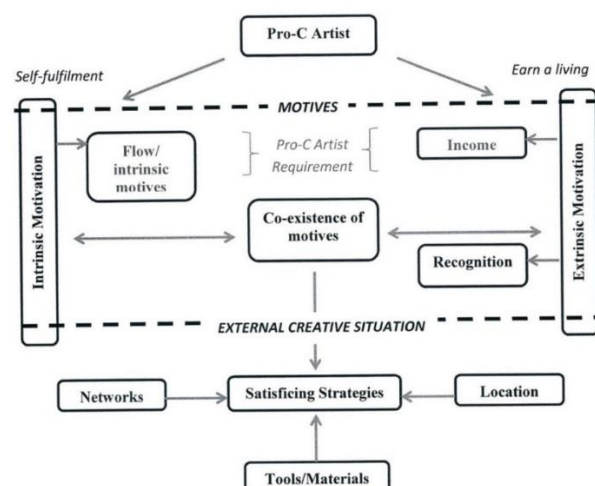 Pro-C Artist
Self-fulfilment
Earn a living
MOTIVES
Intrinsic Motivation
Extrinsic Motivation
Flow/
intrinsic
motives
Pro-C Artist
Requirement
Income
Co-existence of
motives
Recognition
EXTERNAL CREATIVE SITUATION
Networks
Satisficing Strategies
Location
Tools/Materials